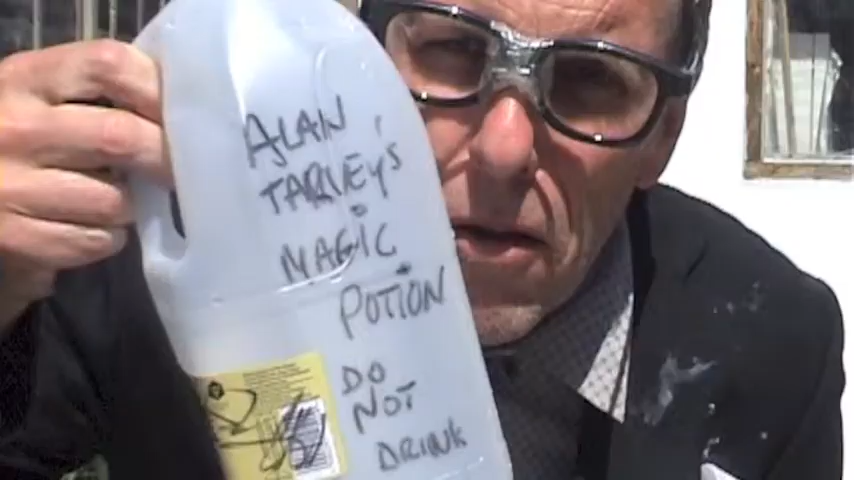 ALAN
TARVEY'S
MAGIC
POTION
DO
NOT
DRINK